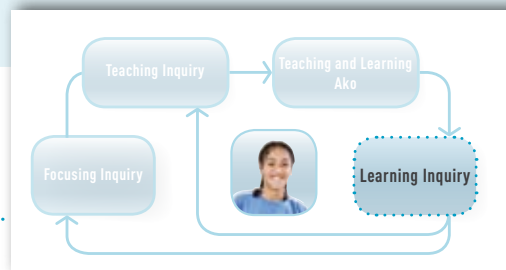 Teaching Inquiry
Teaching and Learning
Ako
Focusing Inquiry
Learning Inquiry